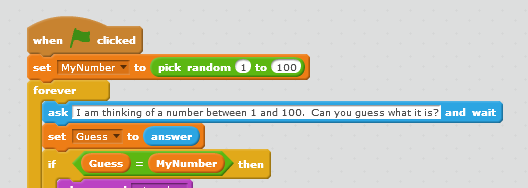 when clicked
set MyNumber to pick random 1 to 100
forever
ask I am thinking of a number between 1 and 100. Can you guess what it is? and wait
set Guess to answer
if Guess = MyNumber then